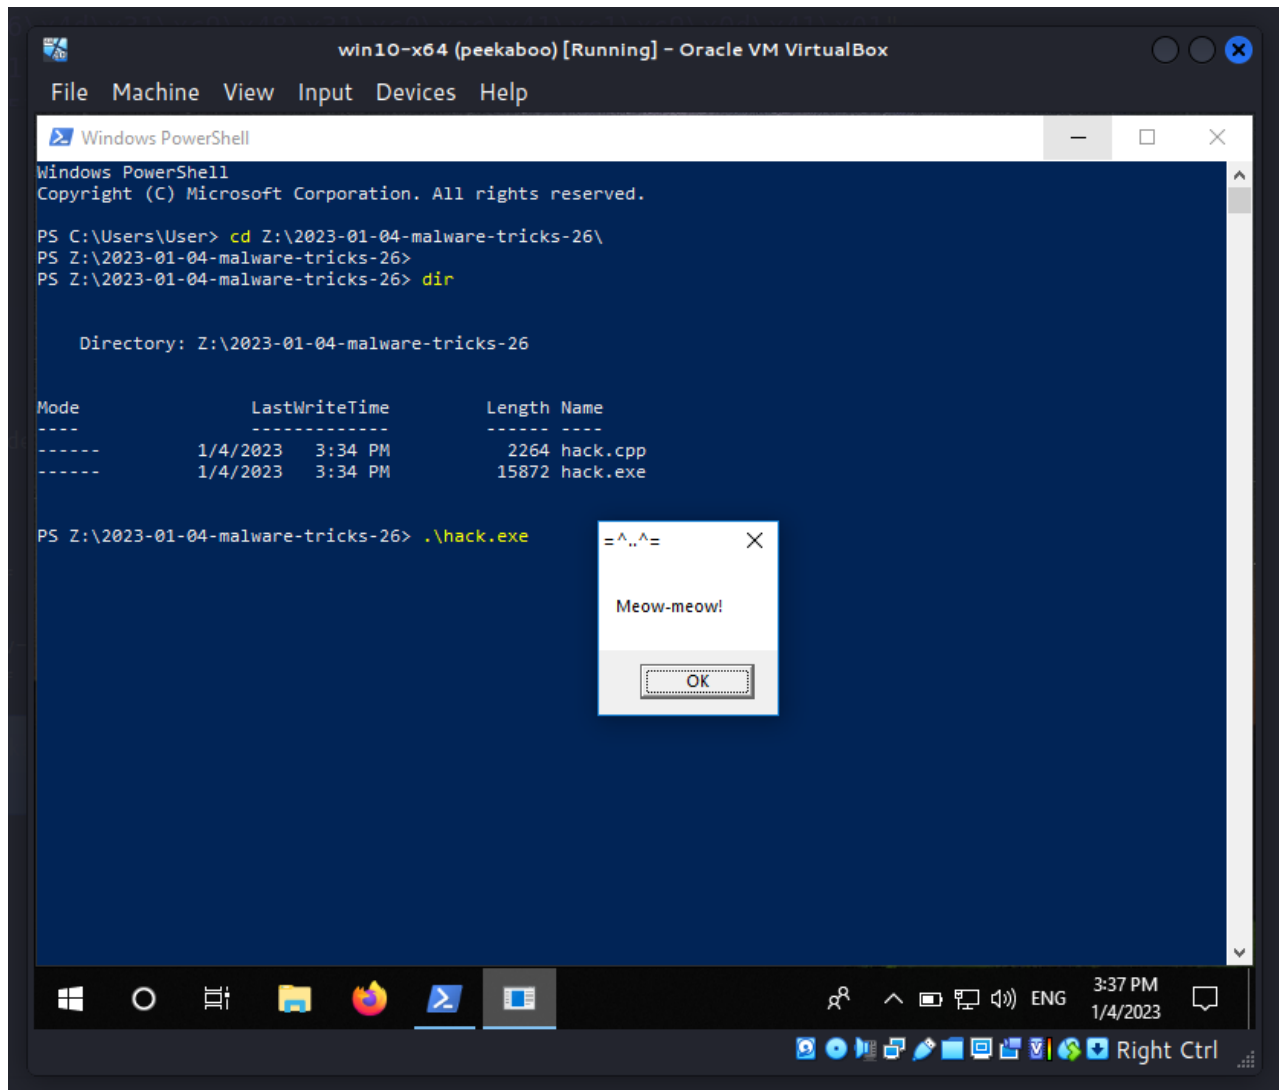 win10-x64 (peekaboo) [Running] - Oracle VM VirtualBox
File Machine View Input Devices Help
Windows PowerShell
Windows PowerShell
Copyright (C) Microsoft Corporation. All rights reserved.
PS C:\Users\User> cd Z:\2023-01-04-malware-tricks-26\
PS Z:\2023-01-04-malware-tricks-26>
PS Z:\2023-01-04-malware-tricks-26> dir
Directory: Z:\2023-01-04-malware-tricks-26
Mode LastWriteTime Length Name
---- ------------- ------ ----
------ 1/4/2023 3:34 PM 2264 hack.cpp
------ 1/4/2023 3:34 PM 15872 hack.exe
PS Z:\2023-01-04-malware-tricks-26> .\hack.exe
=^..^=
Meow-meow!
OK
ENG
3:37 PM
1/4/2023
Right Ctrl